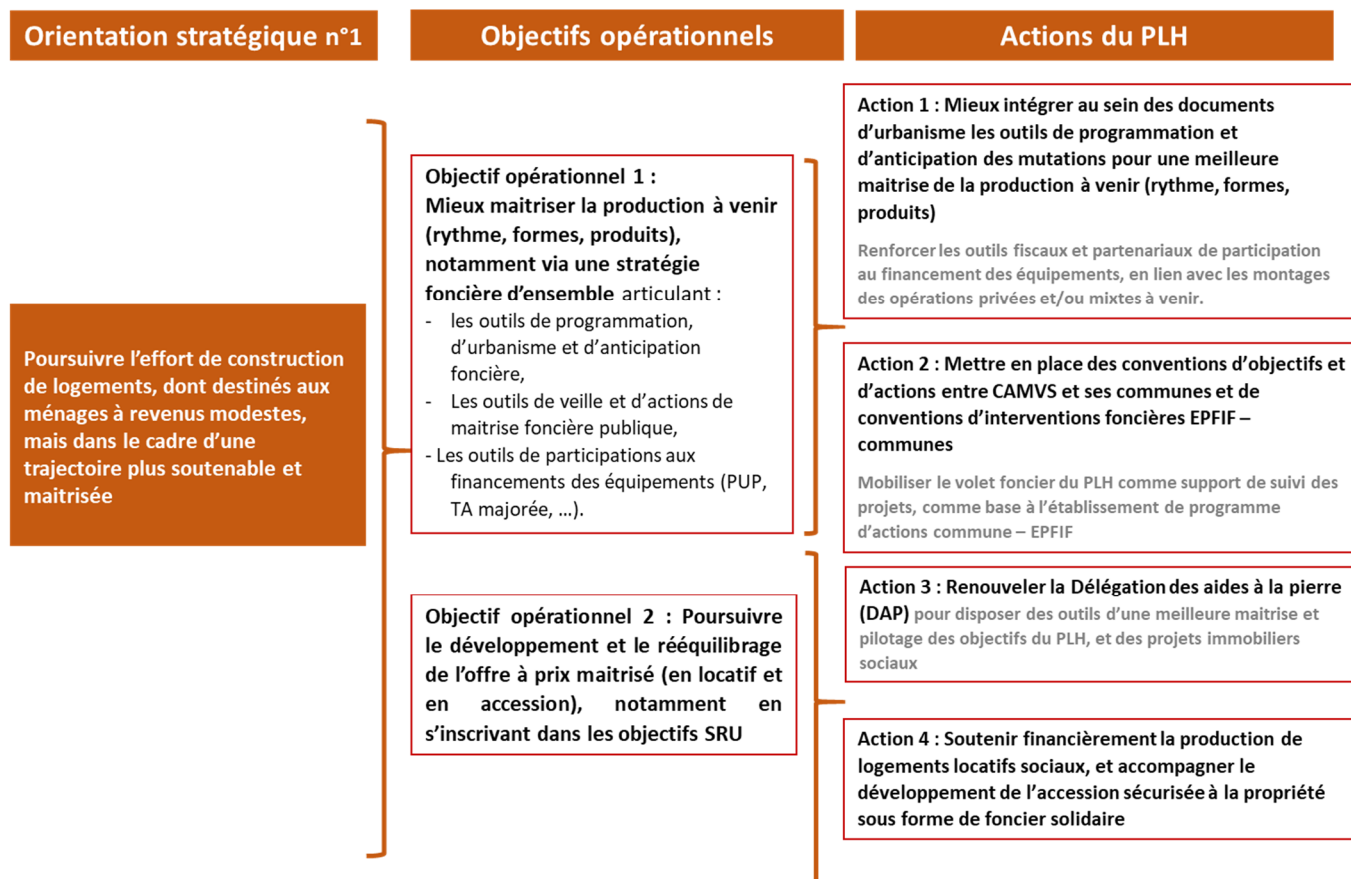 Orientation stratégique n°1
Objectifs opérationnels
Actions du PLH
Poursuivre l’effort de construction
de logements, dont destinés aux
ménages à revenus modestes,
mais dans le cadre d’une
trajectoire plus soutenable et
maitrisée
Objectif opérationnel 1 :
Mieux maitriser la production à venir
(rythme, formes, produits),
notamment via une stratégie
foncière d’ensemble articulant :
- les outils de programmation,
d’urbanisme et d’anticipation
foncière,
- Les outils de veille et d’actions de
maitrise foncière publique,
- Les outils de participations aux
financements des équipements (PUP,
TA majorée, …).
Objectif opérationnel 2 : Poursuivre
le développement et le rééquilibrage
de l’offre à prix maitrisé (en locatif et
en accession), notamment en
s’inscrivant dans les objectifs SRU
Action 1 : Mieux intégrer au sein des documents
d’urbanisme les outils de programmation et
d’anticipation des mutations pour une meilleure
maitrise de la production à venir (rythme, formes,
produits)
Renforcer les outils fiscaux et partenariaux de participation
au financement des équipements, en lien avec les montages
des opérations privées et/ou mixtes à venir.
Action 2 : Mettre en place des conventions d’objectifs et
d’actions entre CAMVS et ses communes et de
conventions d’interventions foncières EPFIF –
communes
Mobiliser le volet foncier du PLH comme support de suivi des
projets, comme base à l’établissement de programme
d’actions commune – EPFIF
Action 3 : Renouveler la Délégation des aides à la pierre
(DAP) pour disposer des outils d’une meilleure maitrise et
pilotage des objectifs du PLH, et des projets immobiliers
sociaux
Action 4 : Soutenir financièrement la production de
logements locatifs sociaux, et accompagner le
développement de l’accession sécurisée à la propriété
sous forme de foncier solidaire